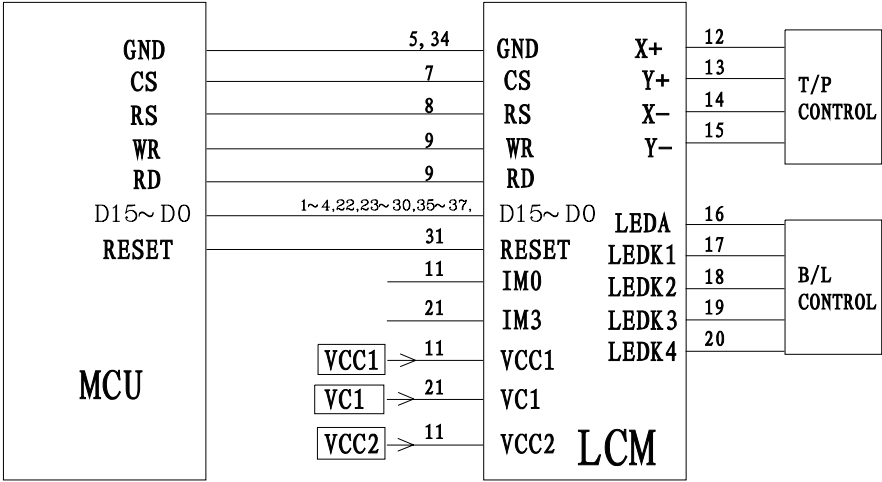 GND 5, 34 GND X+ 12
CS 7 CS Y+ 13 T/P
RS 8 RS X- 14 CONTROL
WR 9 WR Y- 15
RD 9 RD
D15~D0 1~4,22,23~30,35~37, D15~D0 LEDA 16
RESET 31 RESET LEDK1 17
11 IM0 LEDK2 18 B/L
21 IM3 LEDK3 19 CONTROL
VCC1 11 VCC1 LEDK4 20
MCU VC1 21 VC1
VCC2 11 VCC2 LCM